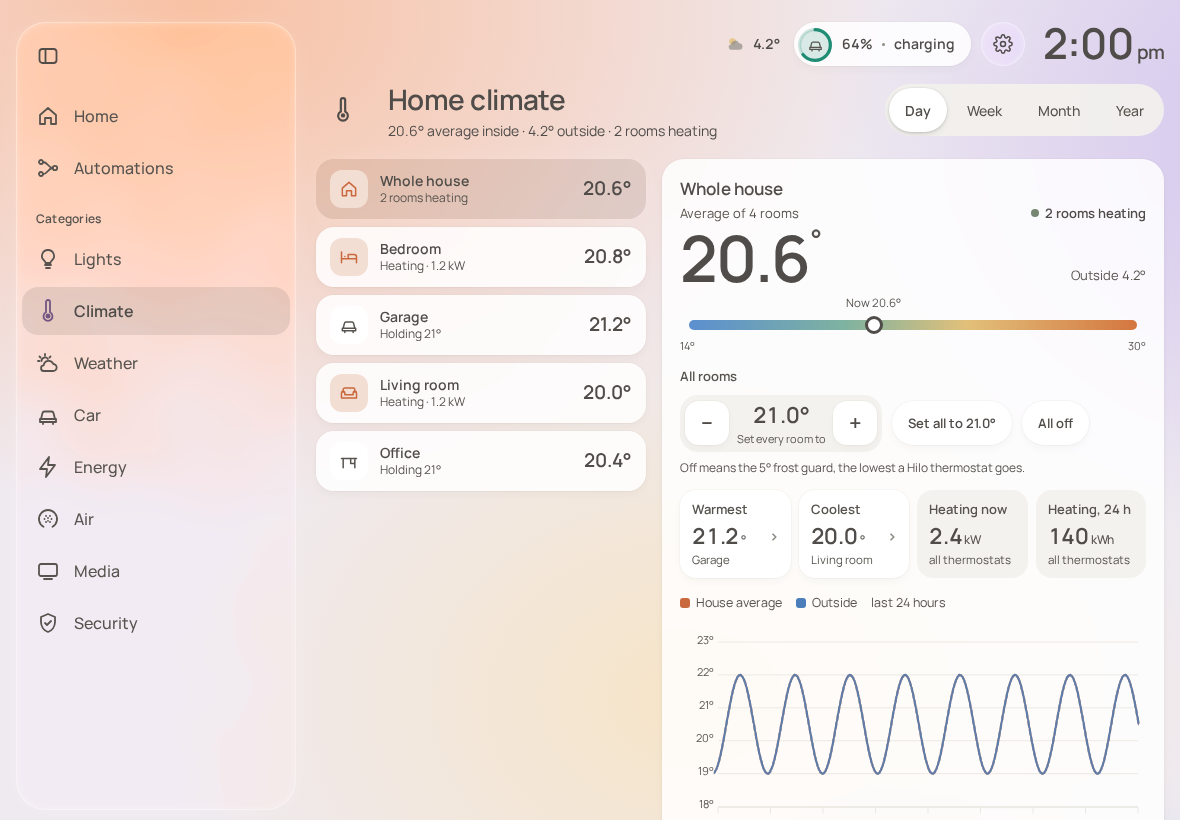 4.2°
64% • charging
2:00 pm
Home
Automations
Categories
Lights
Climate
Weather
Car
Energy
Air
Media
Security
Home climate
20.6° average inside · 4.2° outside · 2 rooms heating
Day
Week
Month
Year
Whole house
2 rooms heating
20.6°
Bedroom
Heating · 1.2 kW
20.8°
Garage
Holding 21°
21.2°
Living room
Heating · 1.2 kW
20.0°
Office
Holding 21°
20.4°
Whole house
Average of 4 rooms
2 rooms heating
20.6°
Outside 4.2°
Now 20.6°
14°
30°
All rooms
−
21.0°
Set every room to
+
Set all to 21.0°
All off
Off means the 5° frost guard, the lowest a Hilo thermostat goes.
Warmest
21.2°
Garage
Coolest
20.0°
Living room
Heating now
2.4 kW
all thermostats
Heating, 24 h
140 kWh
all thermostats
House average
Outside
last 24 hours
23°
22°
21°
20°
19°
18°